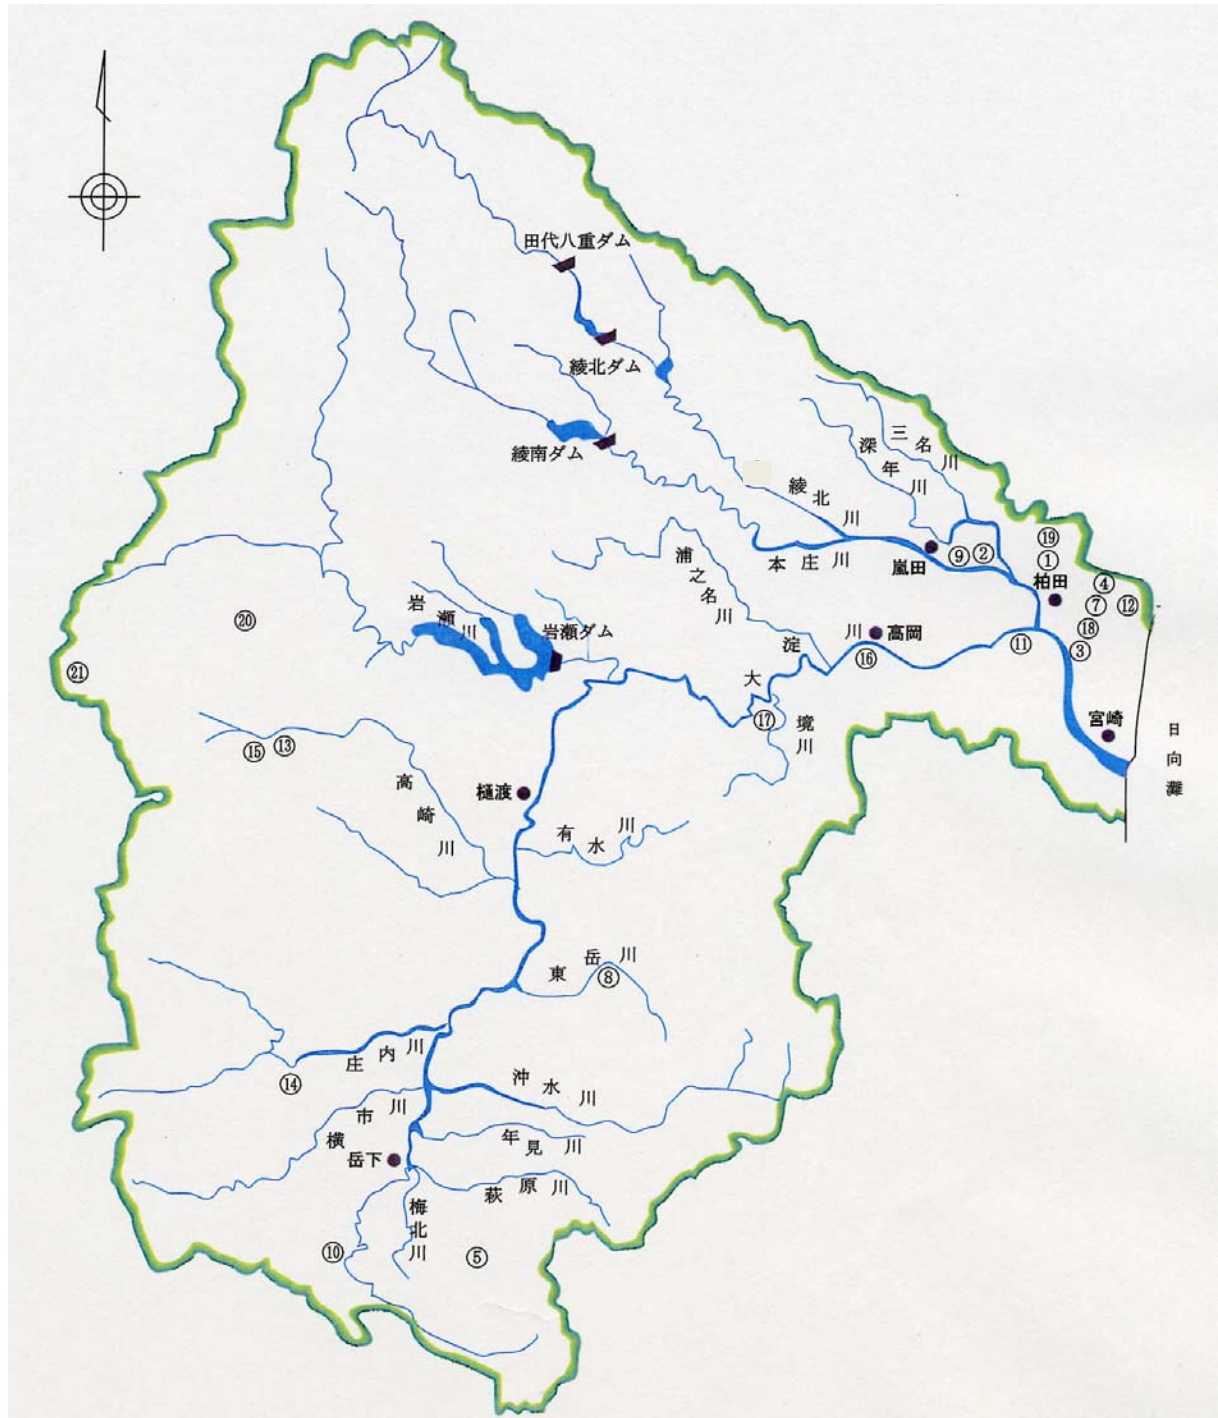 田代八重ダム
綾北ダム
綾南ダム
三名川
深年川
綾北川
本庄川
嵐田
⑨
②
⑲
①
柏田
④
⑦
⑫
⑱
③
⑪
浦之名川
高岡
⑯
大淀川
⑰
境川
宮崎
日向灘
岩瀬川
岩瀬ダム
⑳
㉑
⑮
⑬
高崎川
樋渡
有水川
東岳川
⑧
庄内川
⑭
沖水川
横市川
年見川
岳下
萩原川
梅北川
⑩
⑤